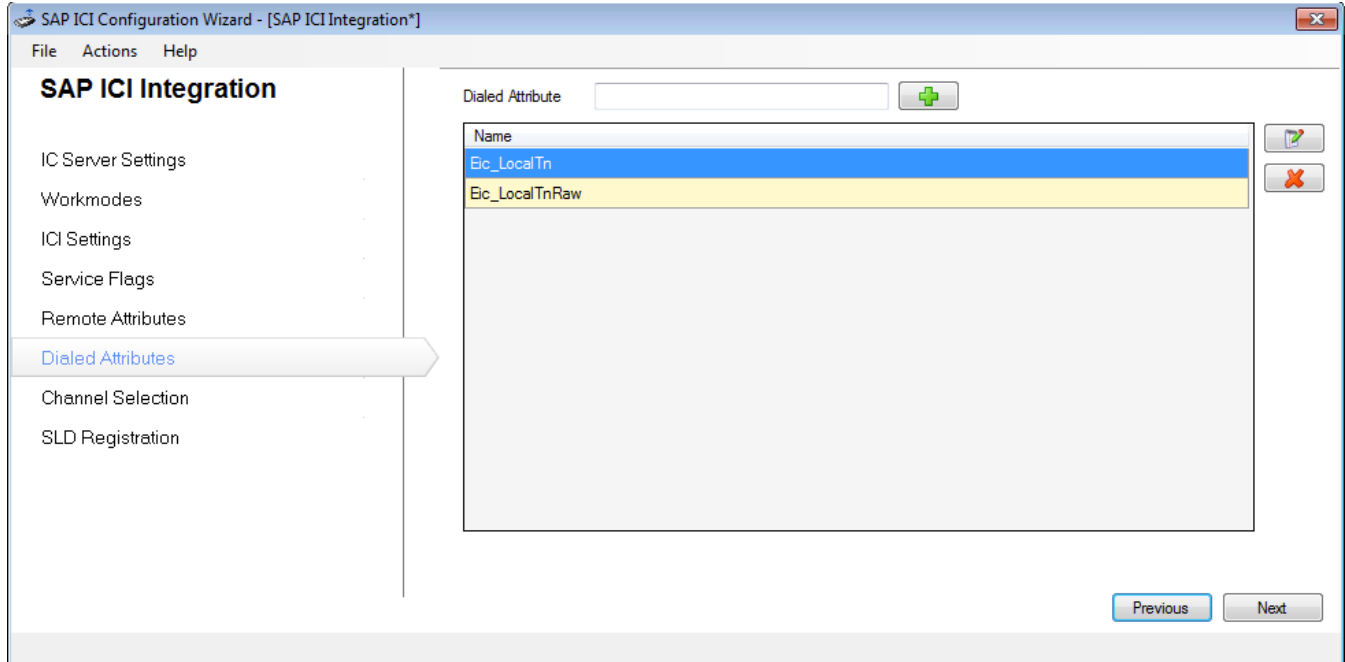 SAP ICI Configuration Wizard - [SAP ICI Integration*]
File Actions Help
SAP ICI Integration
IC Server Settings
Workmodes
ICI Settings
Service Flags
Remote Attributes
Dialed Attributes
Channel Selection
SLD Registration
Dialed Attribute
Name
Eic_LocalTn
Eic_LocalTnRaw
Previous Next